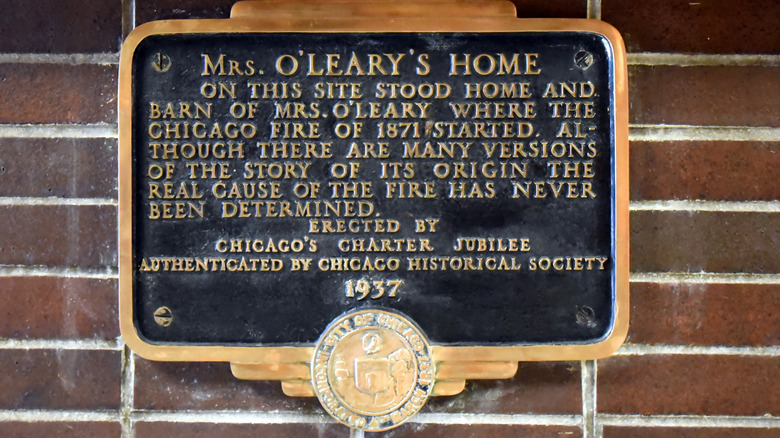 MRS. O'LEARY'S HOME
ON THIS SITE STOOD HOME AND
BARN OF MRS. O'LEARY WHERE THE
CHICAGO FIRE OF 1871 STARTED. AL-
THOUGH THERE ARE MANY VERSIONS
OF THE STORY OF ITS ORIGIN THE
REAL CAUSE OF THE FIRE HAS NEVER
BEEN DETERMINED.
ERECTED BY
CHICAGO'S CHARTER JUBILEE
AUTHENTICATED BY CHICAGO HISTORICAL SOCIETY
1937